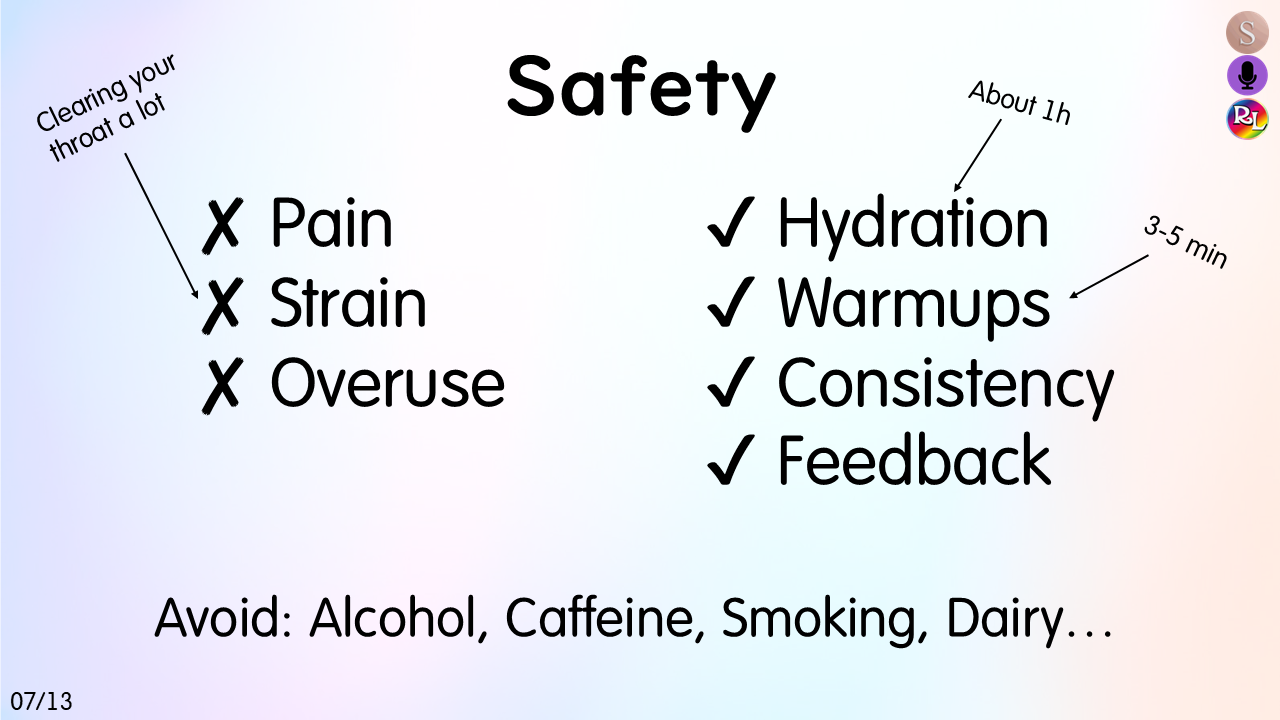 Safety
Clearing your
throat a lot
✗ Pain
✗ Strain
✗ Overuse
About 1h
3-5 min
✓ Hydration
✓ Warmups
✓ Consistency
✓ Feedback
Avoid: Alcohol, Caffeine, Smoking, Dairy…
07/13
S
RL